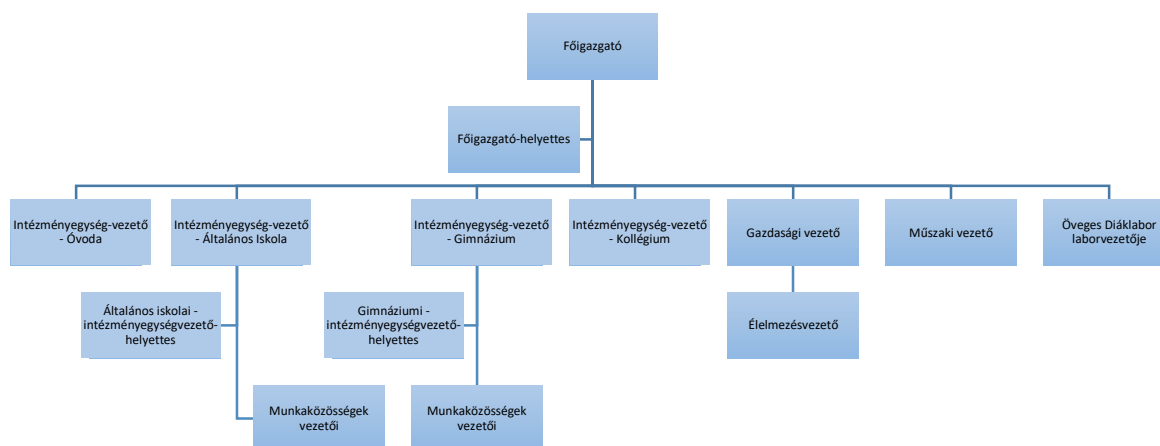 Főigazgató
Főigazgató-helyettes
Intézményegység-vezető
- Óvoda
Intézményegység-vezető
- Általános Iskola
Intézményegység-vezető
- Gimnázium
Intézményegység-vezető
- Kollégium
Gazdasági vezető
Műszaki vezető
Öveges Diáklabor
laborvezetője
Általános iskolai -
intézményegységvezető-
helyettes
Gimnáziumi -
intézményegységvezető-
helyettes
Élelmezésvezető
Munkaközösségek
vezetői
Munkaközösségek
vezetői